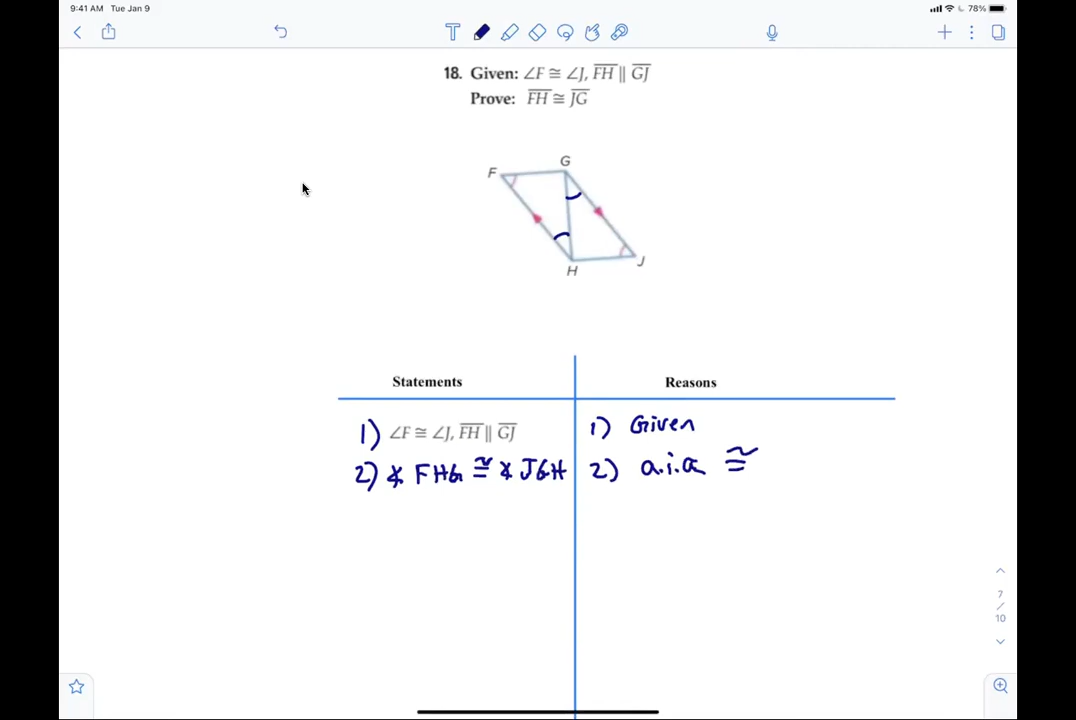 9:41 AM Tue Jan 9
78%
T
18. Given: ∠F ≅ ∠J, FH || GJ
Prove: FH ≅ JG
F
G
H
J
Statements
Reasons
1) ∠F ≅ ∠J, FH || GJ
1) Given
2) ∡ FHG ≅ ∡ JGH
2) a.i.a ≅
7
/
10